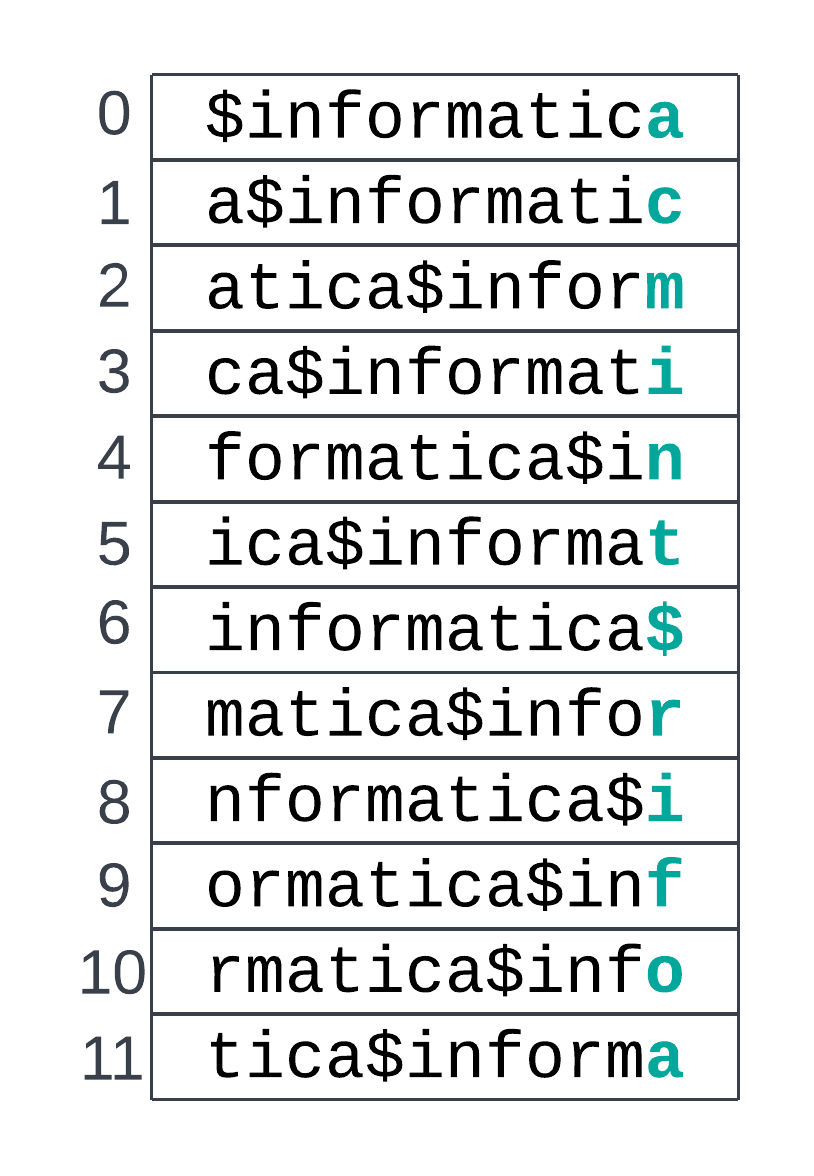 0 $informatica
1 a$informatic
2 atica$inform
3 ca$informati
4 formatica$in
5 ica$informat
6 informatica$
7 matica$infor
8 nformatica$i
9 ormatica$inf
10 rmatica$info
11 tica$informa